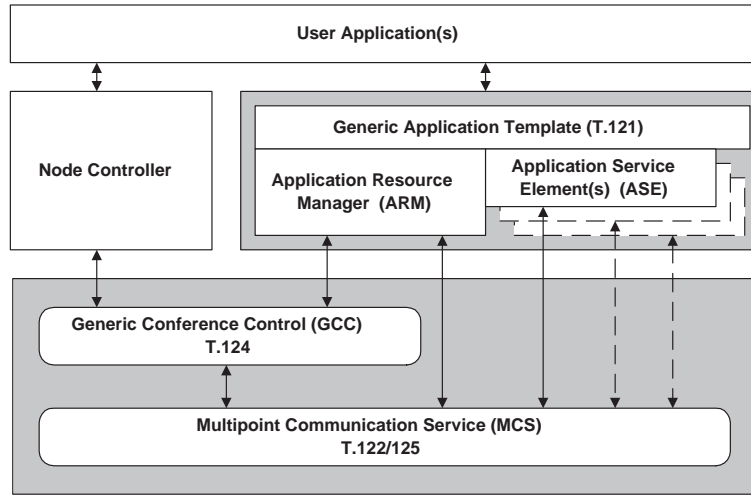 User Application(s)
Node Controller
Generic Application Template (T.121)
Application Resource
Manager (ARM)
Application Service
Element(s) (ASE)
Generic Conference Control (GCC)
T.124
Multipoint Communication Service (MCS)
T.122/125